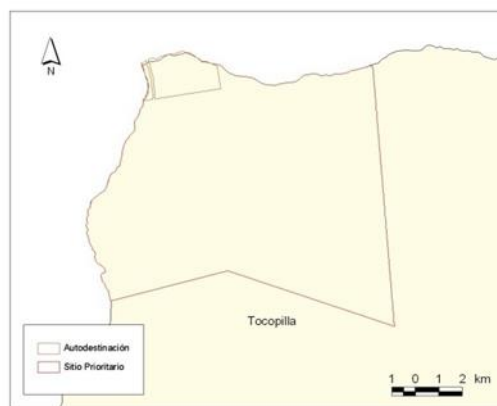 N
Tocopilla
Autodestinación
Sitio Prioritario
1 0 1 2 km